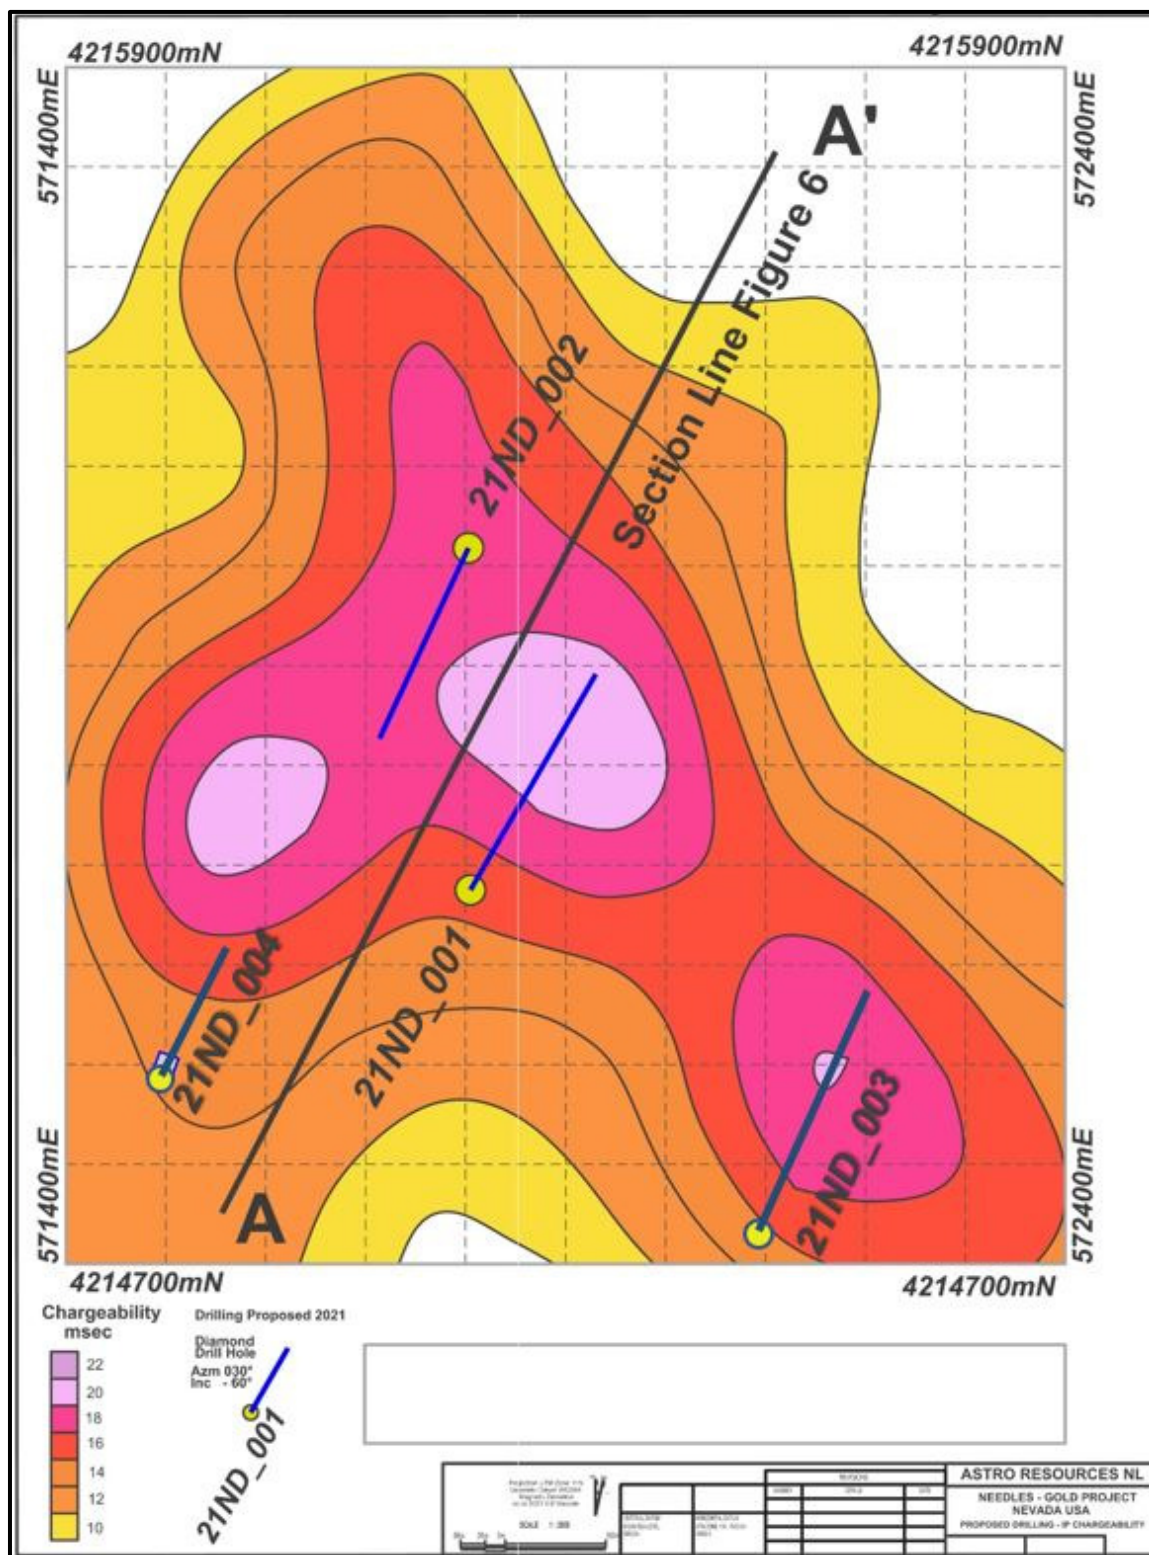 4215900mN
4215900mN
571400mE
572400mE
A'
Section Line Figure 6
21ND_002
21ND_004
21ND_001
21ND_003
A
571400mE
572400mE
4214700mN
4214700mN
Chargeability
msec
22
20
18
16
14
12
10
Drilling Proposed 2021
Diamond
Drill Hole
Azm 030°
Inc - 60°
21ND_001
SCALE
ASTRO RESOURCES NL
NEEDLES - GOLD PROJECT
NEVADA USA
PROPOSED DRILLING - IP CHARGEABILITY